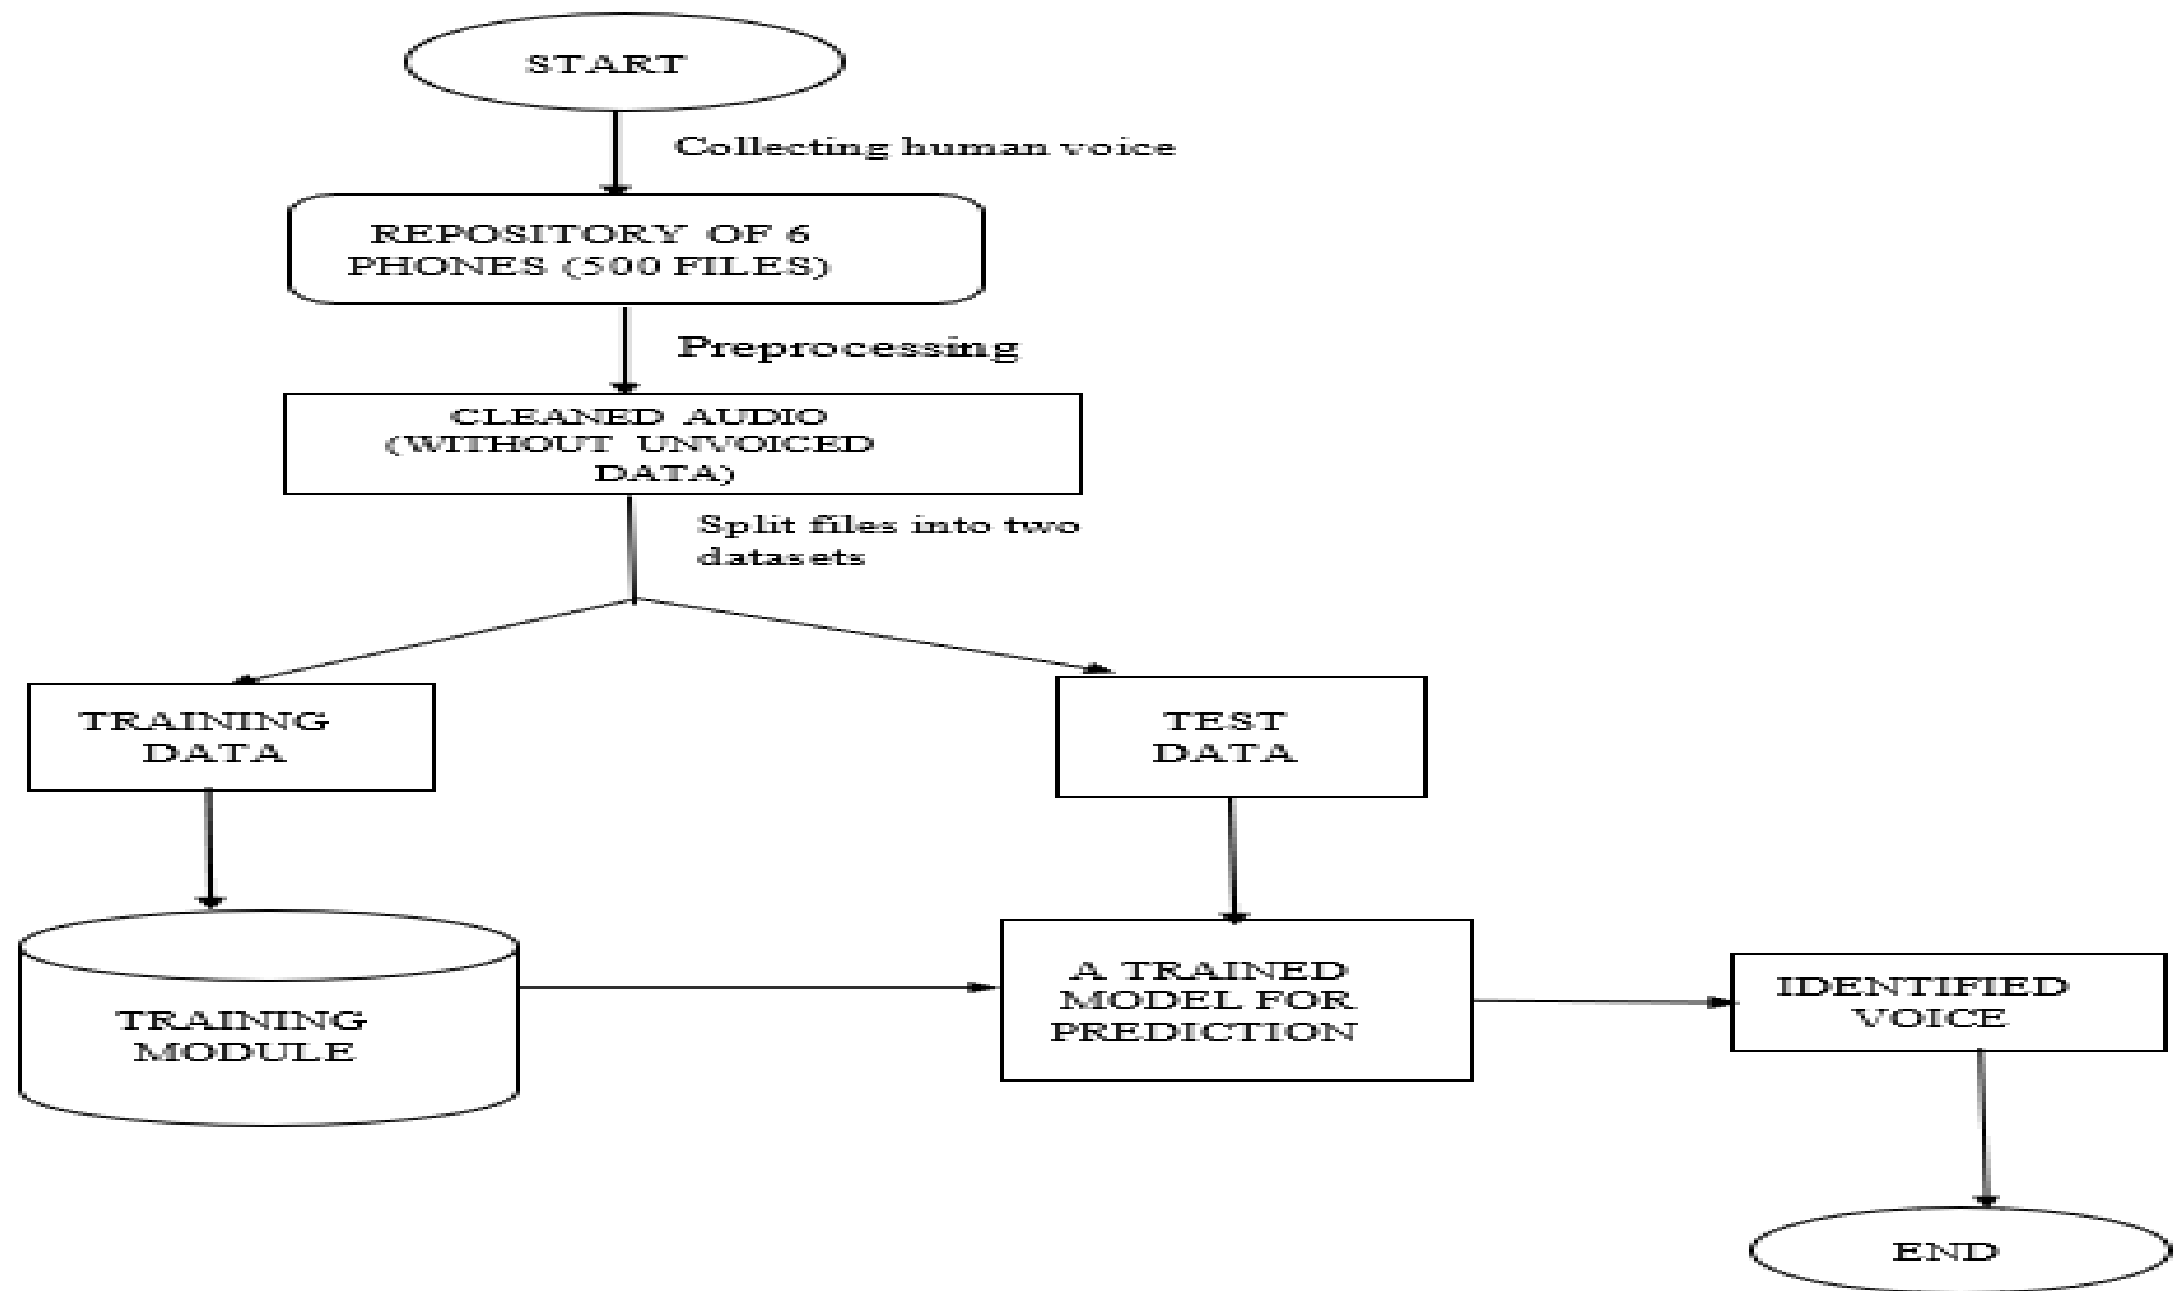 START
Collecting human voice
REPOSITORY OF 6
PHONES (500 FILES)
Preprocessing
CLEANED AUDIO
(WITHOUT UNVOICED
DATA)
Split files into two
datasets
TRAINING
DATA
TEST
DATA
TRAINING
MODULE
A TRAINED
MODEL FOR
PREDICTION
IDENTIFIED
VOICE
END